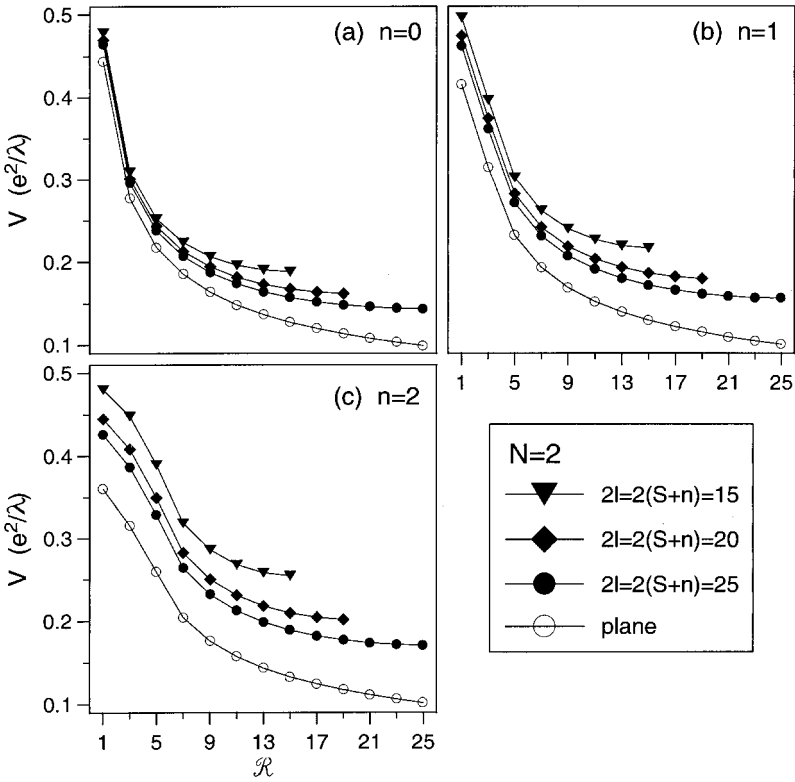 0.5
0.4
0.3
0.2
0.1
V (e²/λ)
(a) n=0
(b) n=1
1 5 9 13 17 21 25
0.5
0.4
0.3
0.2
0.1
V (e²/λ)
(c) n=2
1 5 9 13 17 21 25
ℛ
N=2
2l=2(S+n)=15
2l=2(S+n)=20
2l=2(S+n)=25
plane